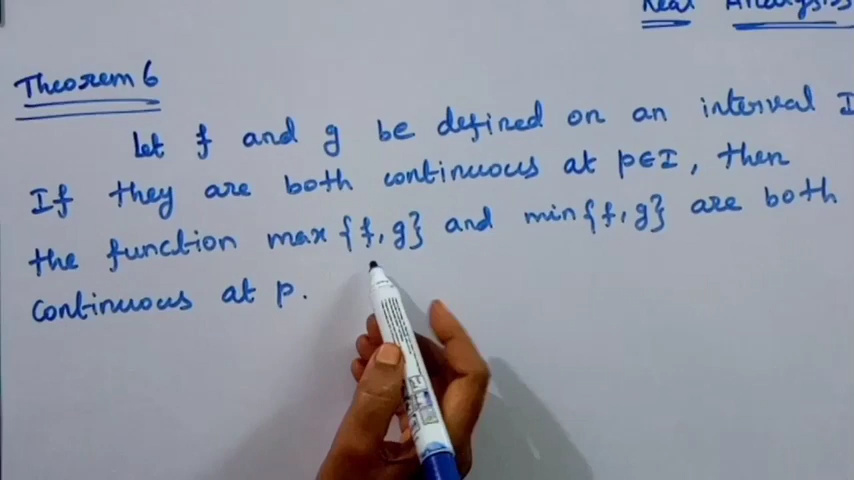 Real Analysis
Theorem 6
Let f and g be defined on an interval I
If they are both continuous at p∈I, then
the function max {f,g} and min{f,g} are both
continuous at p.